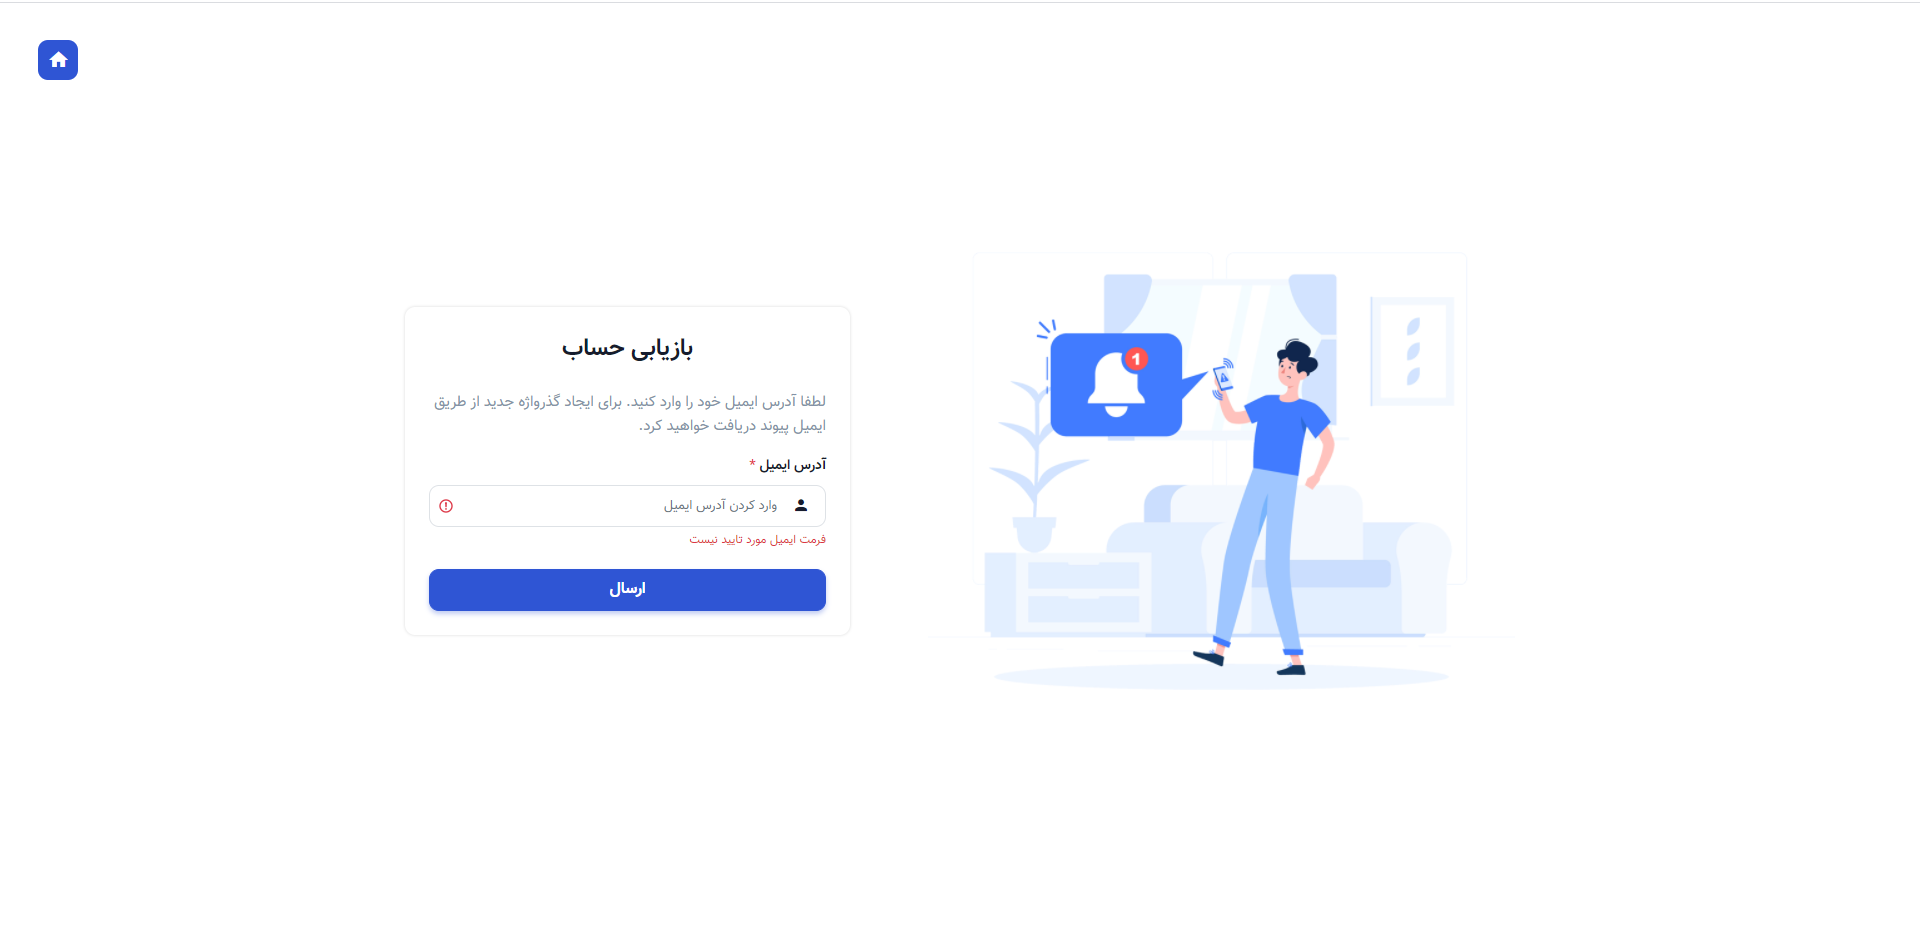 بازیابی حساب
لطفا آدرس ایمیل خود را وارد کنید. برای ایجاد گذرواژه جدید از طریق
ایمیل پیوند دریافت خواهید کرد.
آدرس ایمیل *
وارد کردن آدرس ایمیل
فرمت ایمیل مورد تایید نیست
ارسال
1